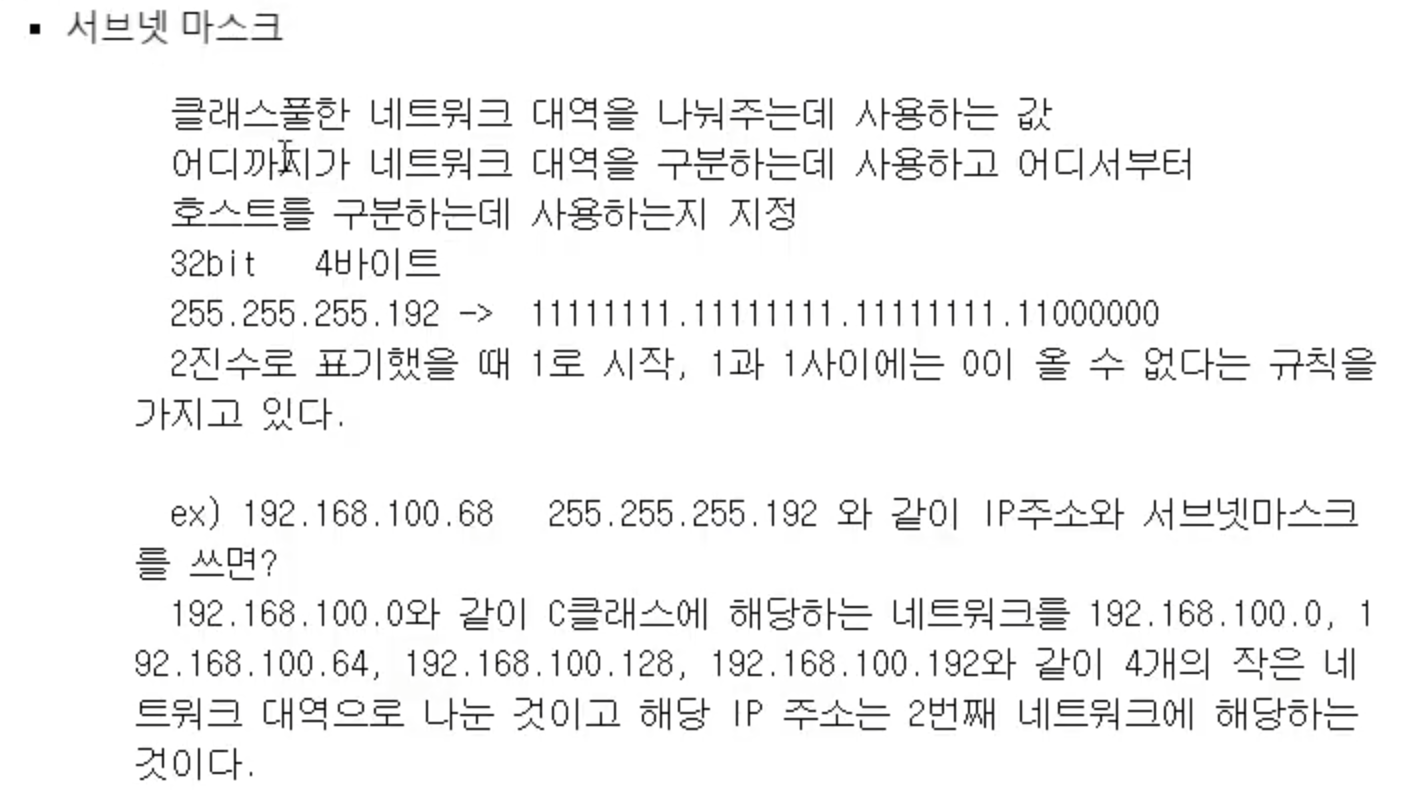 ▪ 서브넷 마스크
클래스풀한 네트워크 대역을 나눠주는데 사용하는 값
어디까지가 네트워크 대역을 구분하는데 사용하고 어디서부터
호스트를 구분하는데 사용하는지 지정
32bit 4바이트
255.255.255.192 -> 11111111.11111111.11111111.11000000
2진수로 표기했을 때 1로 시작, 1과 1사이에는 0이 올 수 없다는 규칙을
가지고 있다.
ex) 192.168.100.68 255.255.255.192 와 같이 IP주소와 서브넷마스크
를 쓰면?
192.168.100.0와 같이 C클래스에 해당하는 네트워크를 192.168.100.0, 1
92.168.100.64, 192.168.100.128, 192.168.100.192와 같이 4개의 작은 네
트워크 대역으로 나눈 것이고 해당 IP 주소는 2번째 네트워크에 해당하는
것이다.